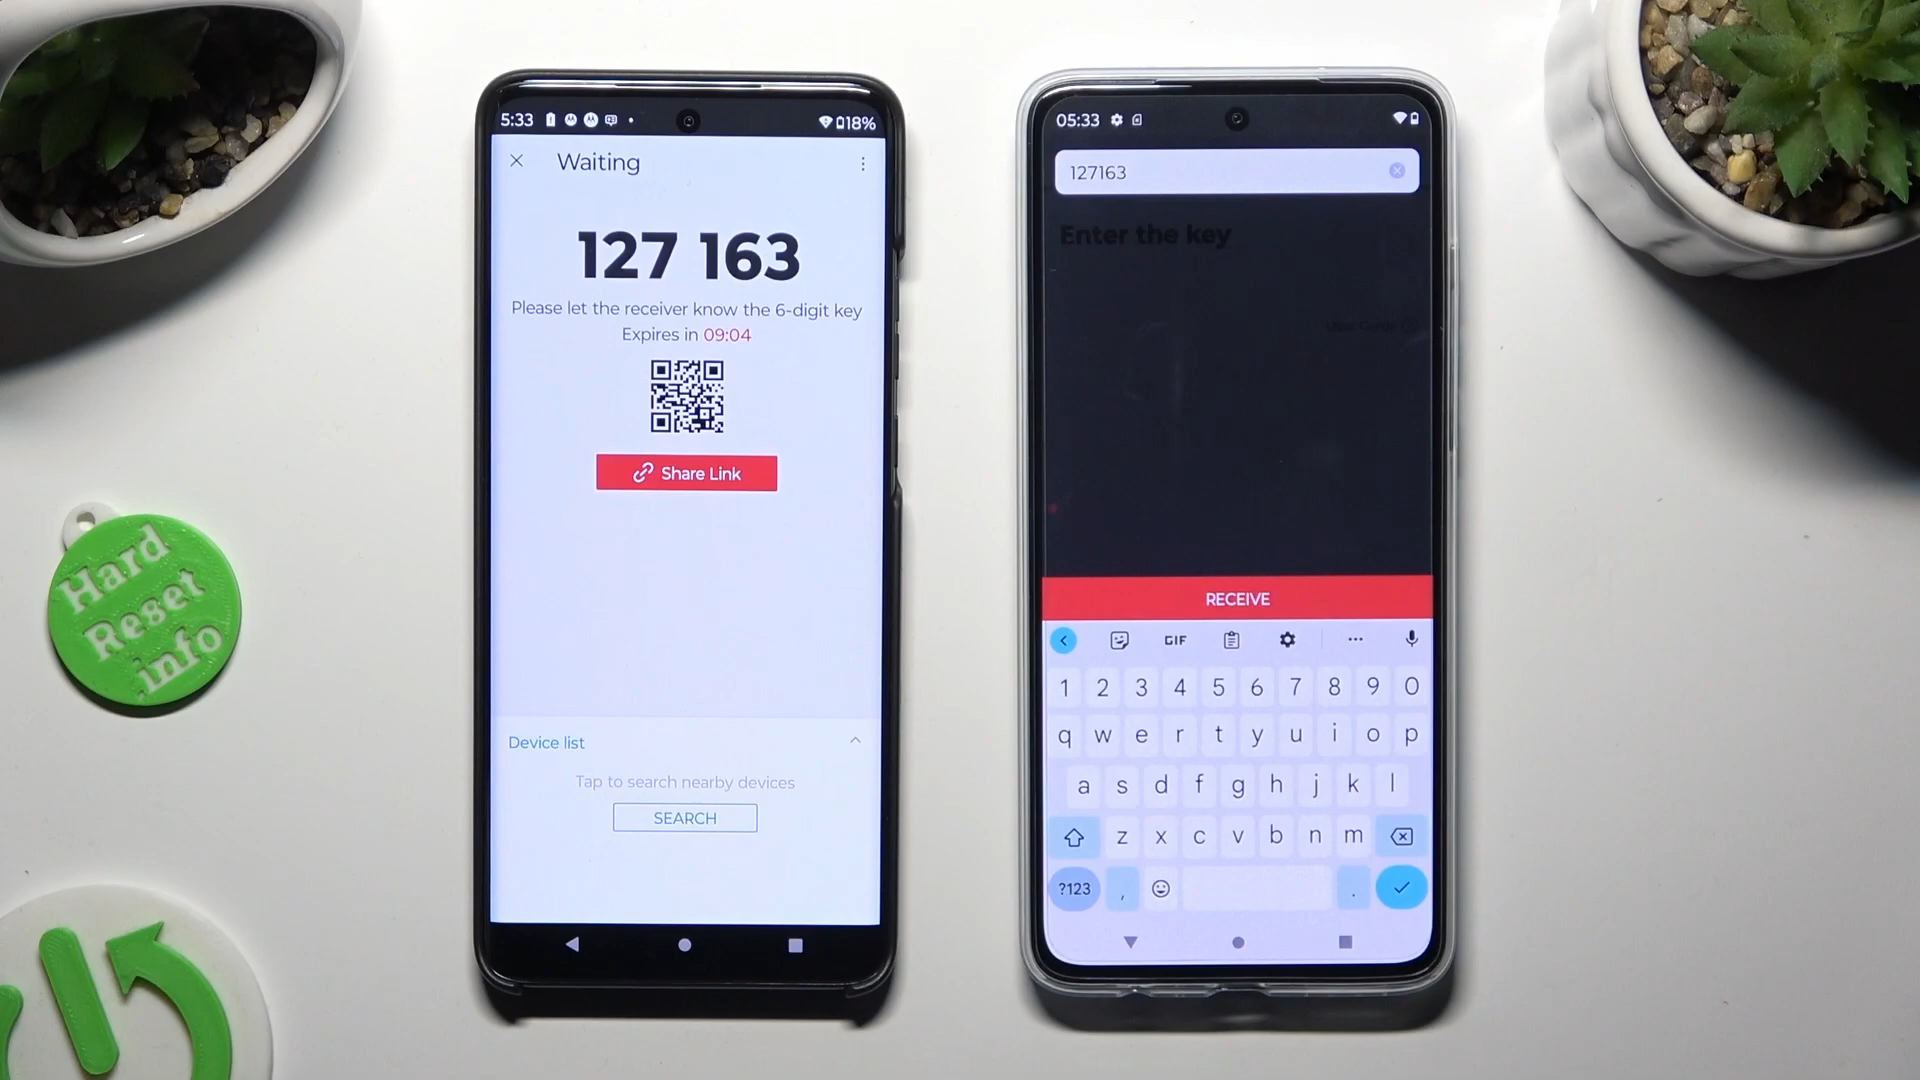 5:33
18%
Waiting
127 163
Please let the receiver know the 6-digit key
Expires in 09:04
Share Link
Device list
Tap to search nearby devices
SEARCH
05:33
127163
Enter the key
RECEIVE
GIF
1 2 3 4 5 6 7 8 9 0
q w e r t y u i o p
a s d f g h j k l
z x c v b n m
?123 , .
Hard
Reset
info